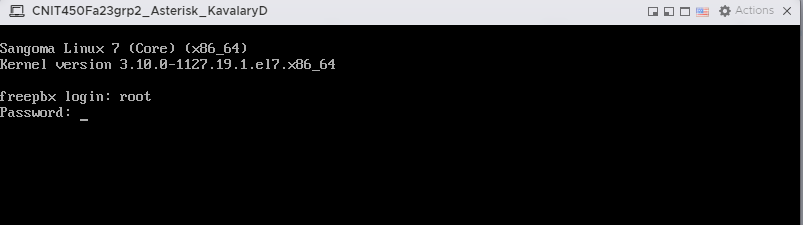 CNIT450Fa23grp2_Asterisk_KavalaryD
Actions
Sangoma Linux 7 (Core) (x86_64)
Kernel version 3.10.0-1127.19.1.el7.x86_64
freepbx login: root
Password: _